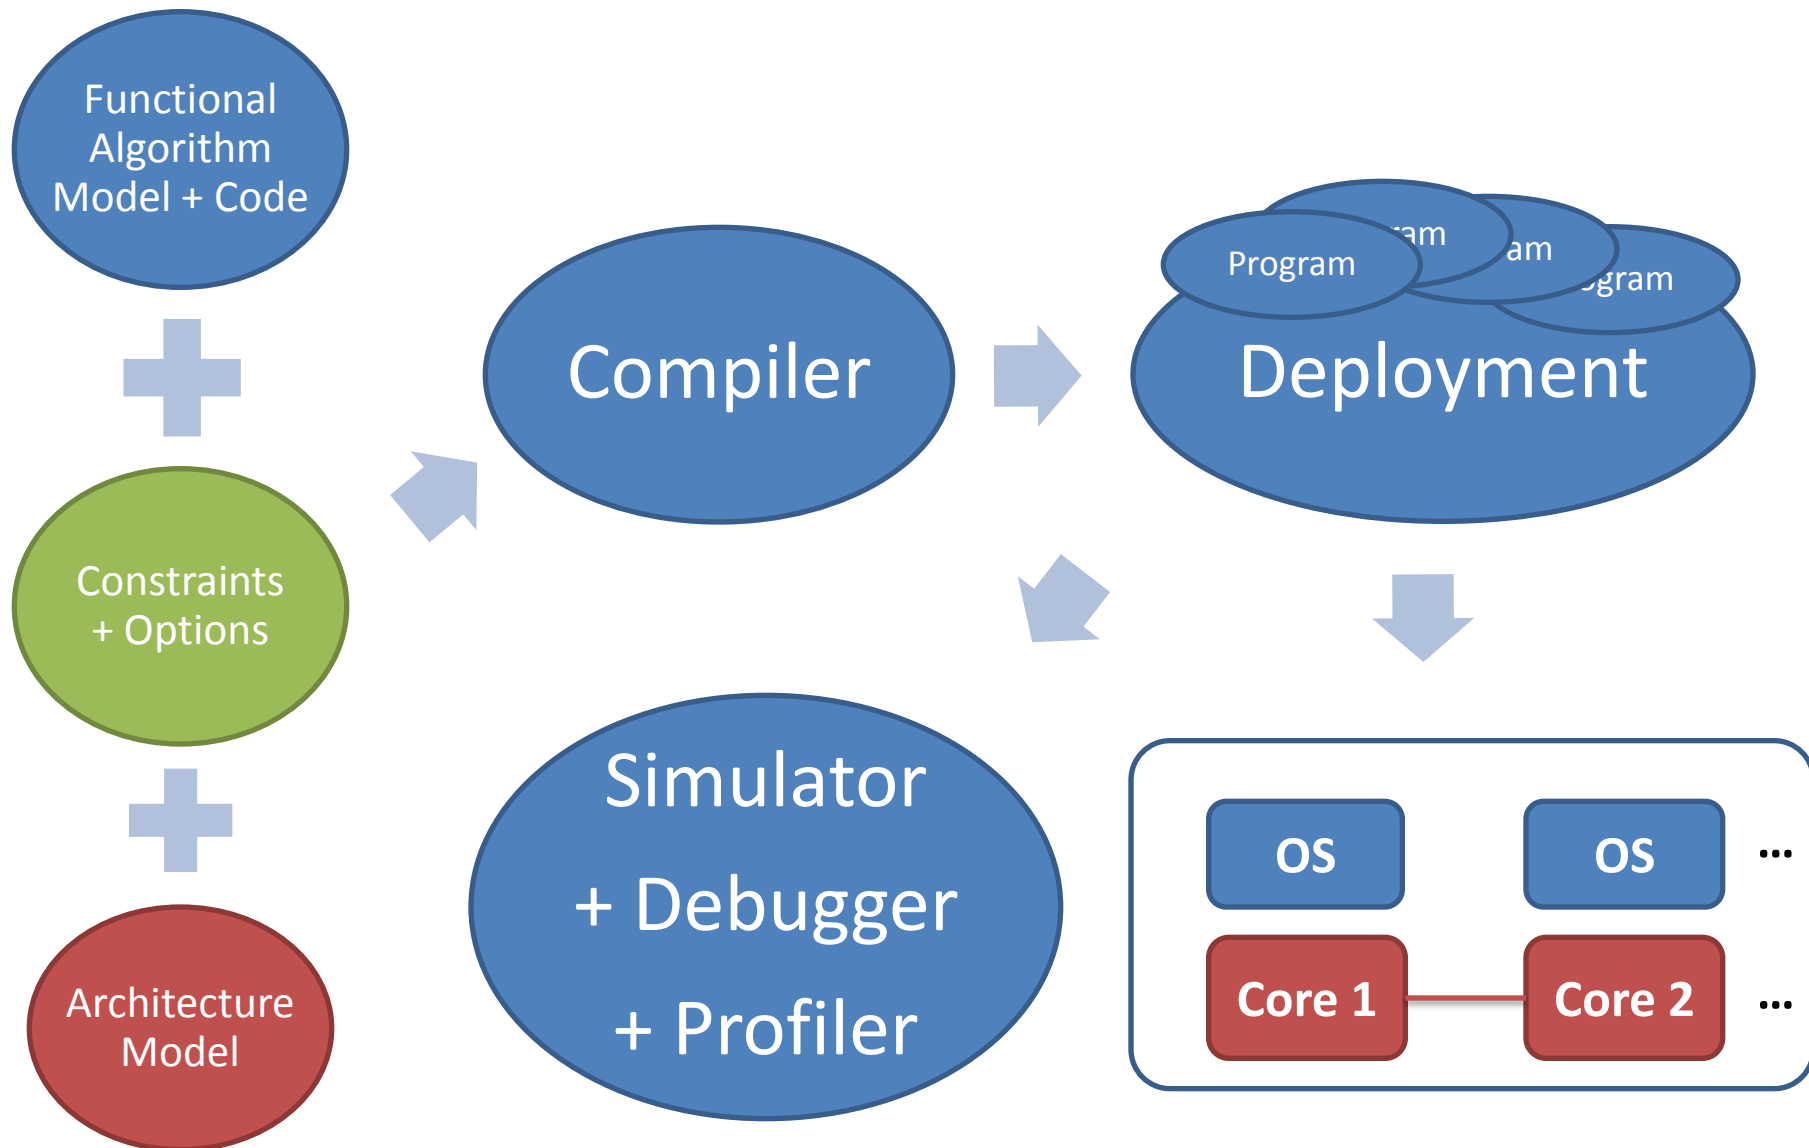 Functional
Algorithm
Model + Code
Constraints
+ Options
Architecture
Model
Compiler
Program
Deployment
Simulator
+ Debugger
+ Profiler
OS
OS
...
Core 1
Core 2
...